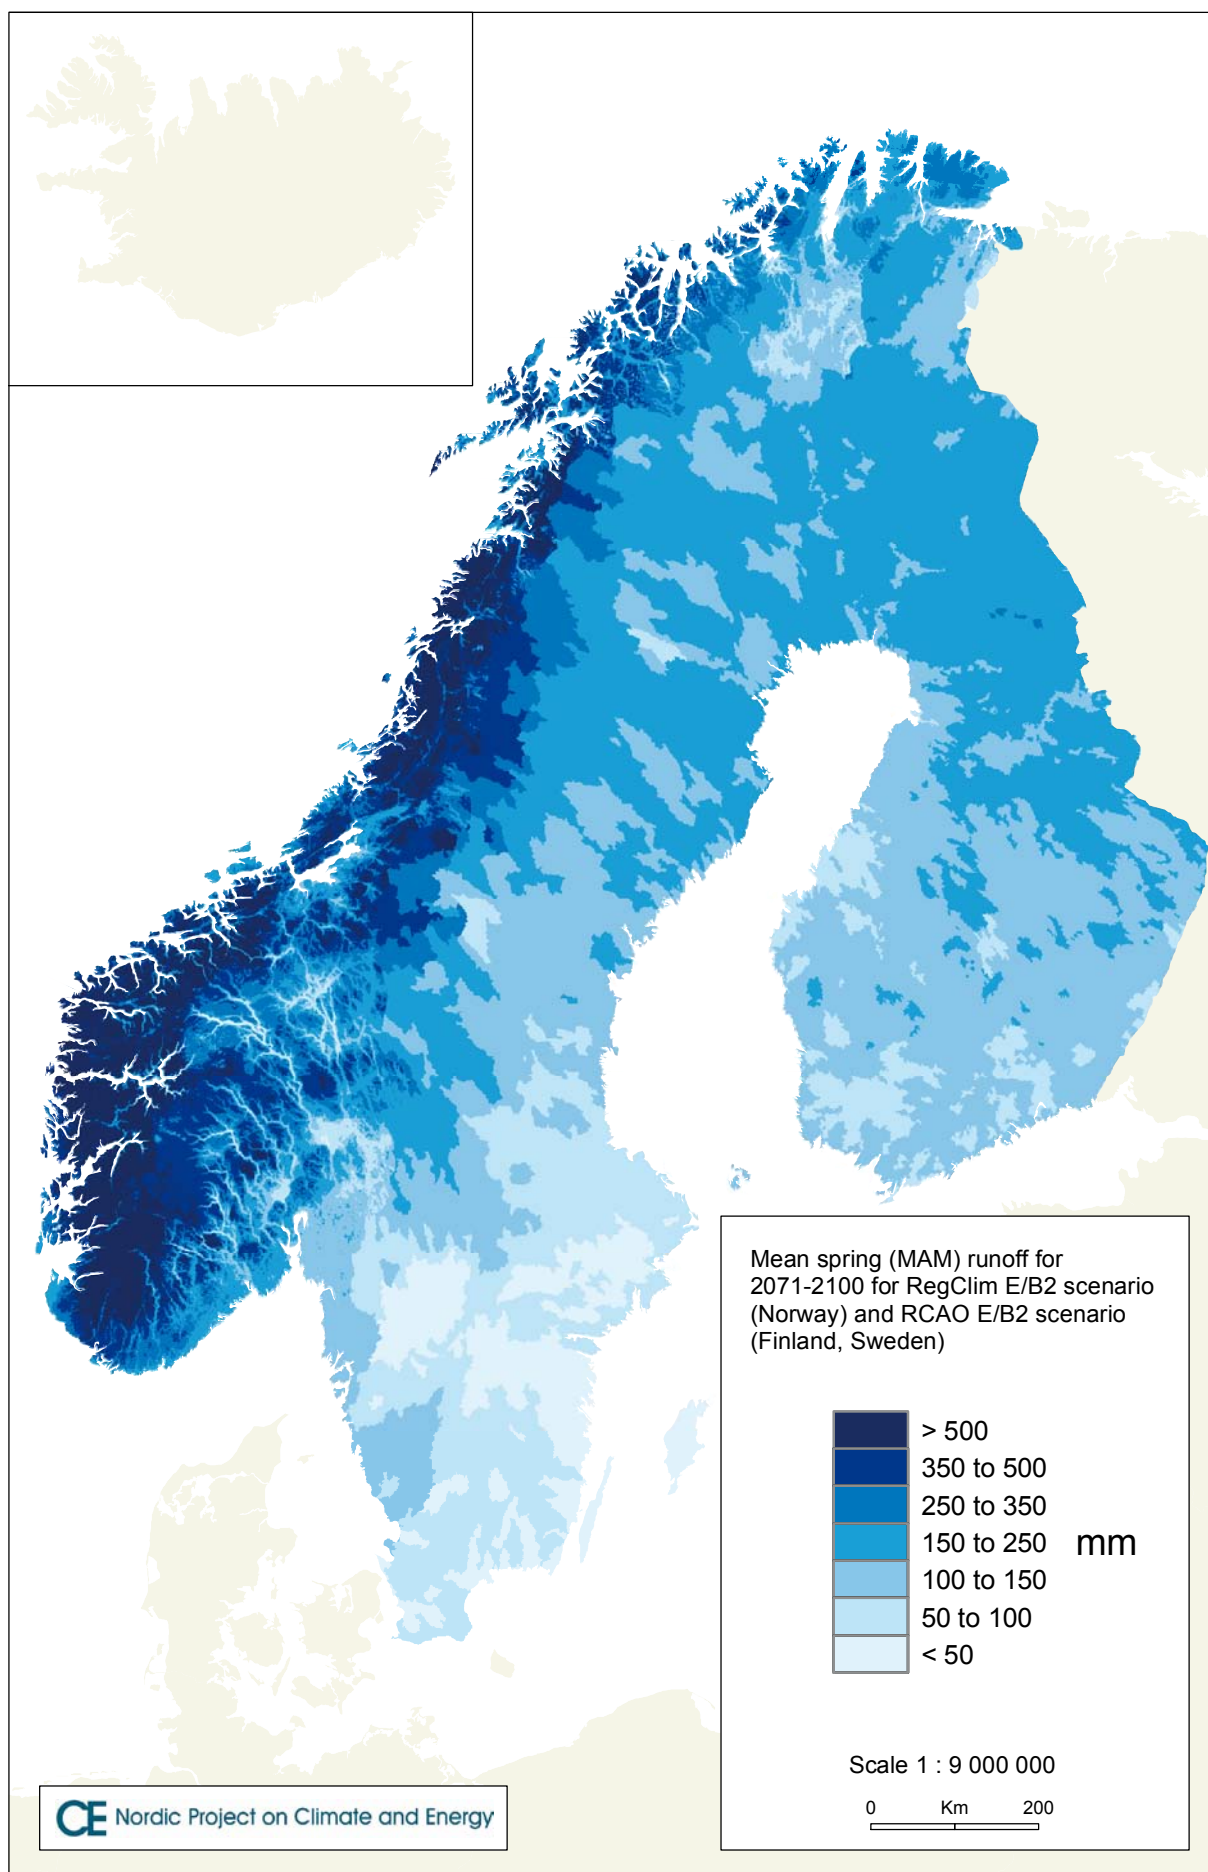 Mean spring (MAM) runoff for
2071-2100 for RegClim E/B2 scenario
(Norway) and RCAO E/B2 scenario
(Finland, Sweden)
> 500
350 to 500
250 to 350
150 to 250 mm
100 to 150
50 to 100
< 50
Scale 1 : 9 000 000
0 Km 200
CE Nordic Project on Climate and Energy